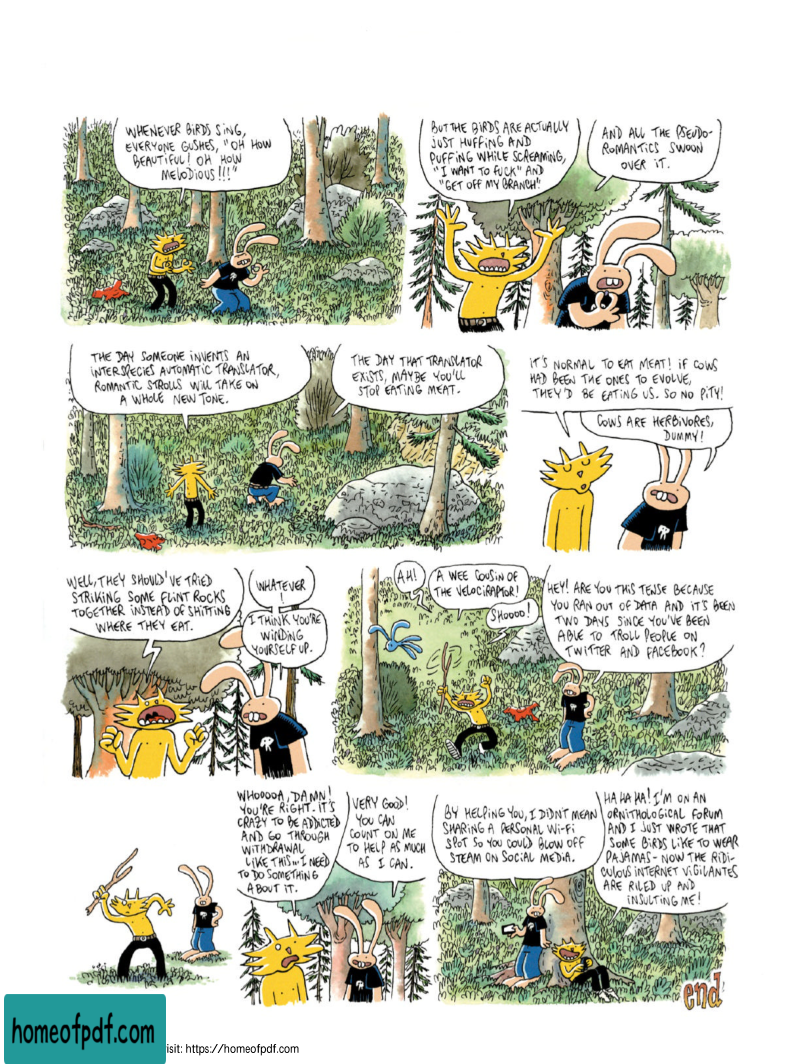 WHENEVER BIRDS SING,
EVERYONE GUSHES, "OH HOW
BEAUTIFUL! OH HOW
MELODIOUS!!!"
BUT THE BIRDS ARE ACTUALLY
JUST HUFFING AND
PUFFING WHILE SCREAMING,
"I WANT TO FUCK" AND
"GET OFF MY BRANCH"
AND ALL THE PSEUDO-
ROMANTICS SWOON
OVER IT.
THE DAY SOMEONE INVENTS AN
INTERSPECIES AUTOMATIC TRANSLATOR,
ROMANTIC STROLLS WILL TAKE ON
A WHOLE NEW TONE.
THE DAY THAT TRANSLATOR
EXISTS, MAYBE YOU'LL
STOP EATING MEAT.
IT'S NORMAL TO EAT MEAT! IF COWS
HAD BEEN THE ONES TO EVOLVE,
THEY'D BE EATING US. SO NO PITY!
COWS ARE HERBIVORES,
DUMMY!
WELL, THEY SHOULD'VE TRIED
STRIKING SOME FLINT ROCKS
TOGETHER INSTEAD OF SHITTING
WHERE THEY EAT.
WHATEVER
!
I THINK YOU'RE
WINDING
YOURSELF UP.
AH!
A WEE COUSIN OF
THE VELOCIRAPTOR!
SHOOOO!
HEY! ARE YOU THIS TENSE BECAUSE
YOU RAN OUT OF DATA AND IT'S BEEN
TWO DAYS SINCE YOU'VE BEEN
ABLE TO TROLL PEOPLE ON
TWITTER AND FACEBOOK?
WHOOOOA, DAMN!
YOU'RE RIGHT. IT'S
CRAZY TO BE ADDICTED
AND GO THROUGH
WITHDRAWAL
LIKE THIS... I NEED
TO DO SOMETHING
ABOUT IT.
VERY GOOD!
YOU CAN
COUNT ON ME
TO HELP AS MUCH
AS I CAN.
BY HELPING YOU, I DIDN'T MEAN
SHARING A PERSONAL WI-FI
SPOT SO YOU COULD BLOW OFF
STEAM ON SOCIAL MEDIA.
HA HA HA! I'M ON AN
ORNITHOLOGICAL FORUM
AND I JUST WROTE THAT
SOME BIRDS LIKE TO WEAR
PAJAMAS - NOW THE RIDI-
CULOUS INTERNET VIGILANTES
ARE RILED UP AND
INSULTING ME!
end
homeofpdf.com
isit: https://homeofpdf.com